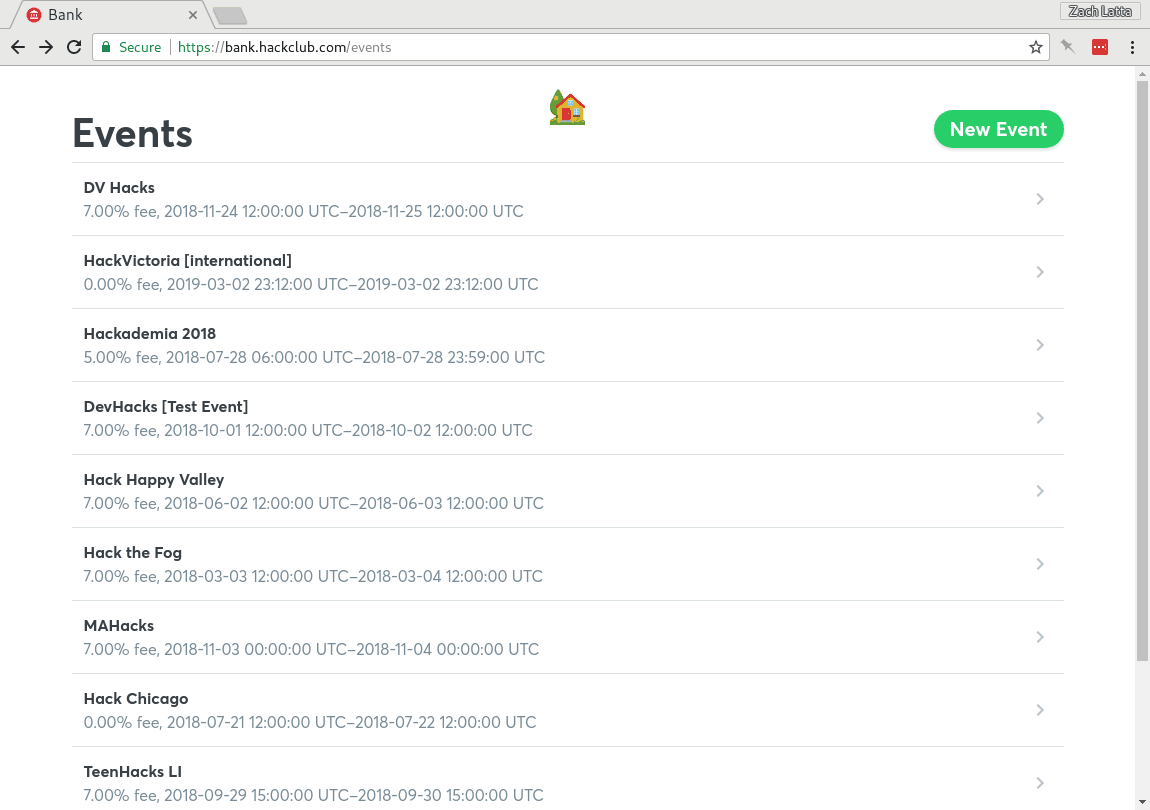 Bank
Zach Latta
Secure
https://bank.hackclub.com/events
Events
New Event
DV Hacks
7.00% fee, 2018-11-24 12:00:00 UTC–2018-11-25 12:00:00 UTC
HackVictoria [international]
0.00% fee, 2019-03-02 23:12:00 UTC–2019-03-02 23:12:00 UTC
Hackademia 2018
5.00% fee, 2018-07-28 06:00:00 UTC–2018-07-28 23:59:00 UTC
DevHacks [Test Event]
7.00% fee, 2018-10-01 12:00:00 UTC–2018-10-02 12:00:00 UTC
Hack Happy Valley
7.00% fee, 2018-06-02 12:00:00 UTC–2018-06-03 12:00:00 UTC
Hack the Fog
7.00% fee, 2018-03-03 12:00:00 UTC–2018-03-04 12:00:00 UTC
MAHacks
7.00% fee, 2018-11-03 00:00:00 UTC–2018-11-04 00:00:00 UTC
Hack Chicago
0.00% fee, 2018-07-21 12:00:00 UTC–2018-07-22 12:00:00 UTC
TeenHacks LI
7.00% fee, 2018-09-29 15:00:00 UTC–2018-09-30 15:00:00 UTC